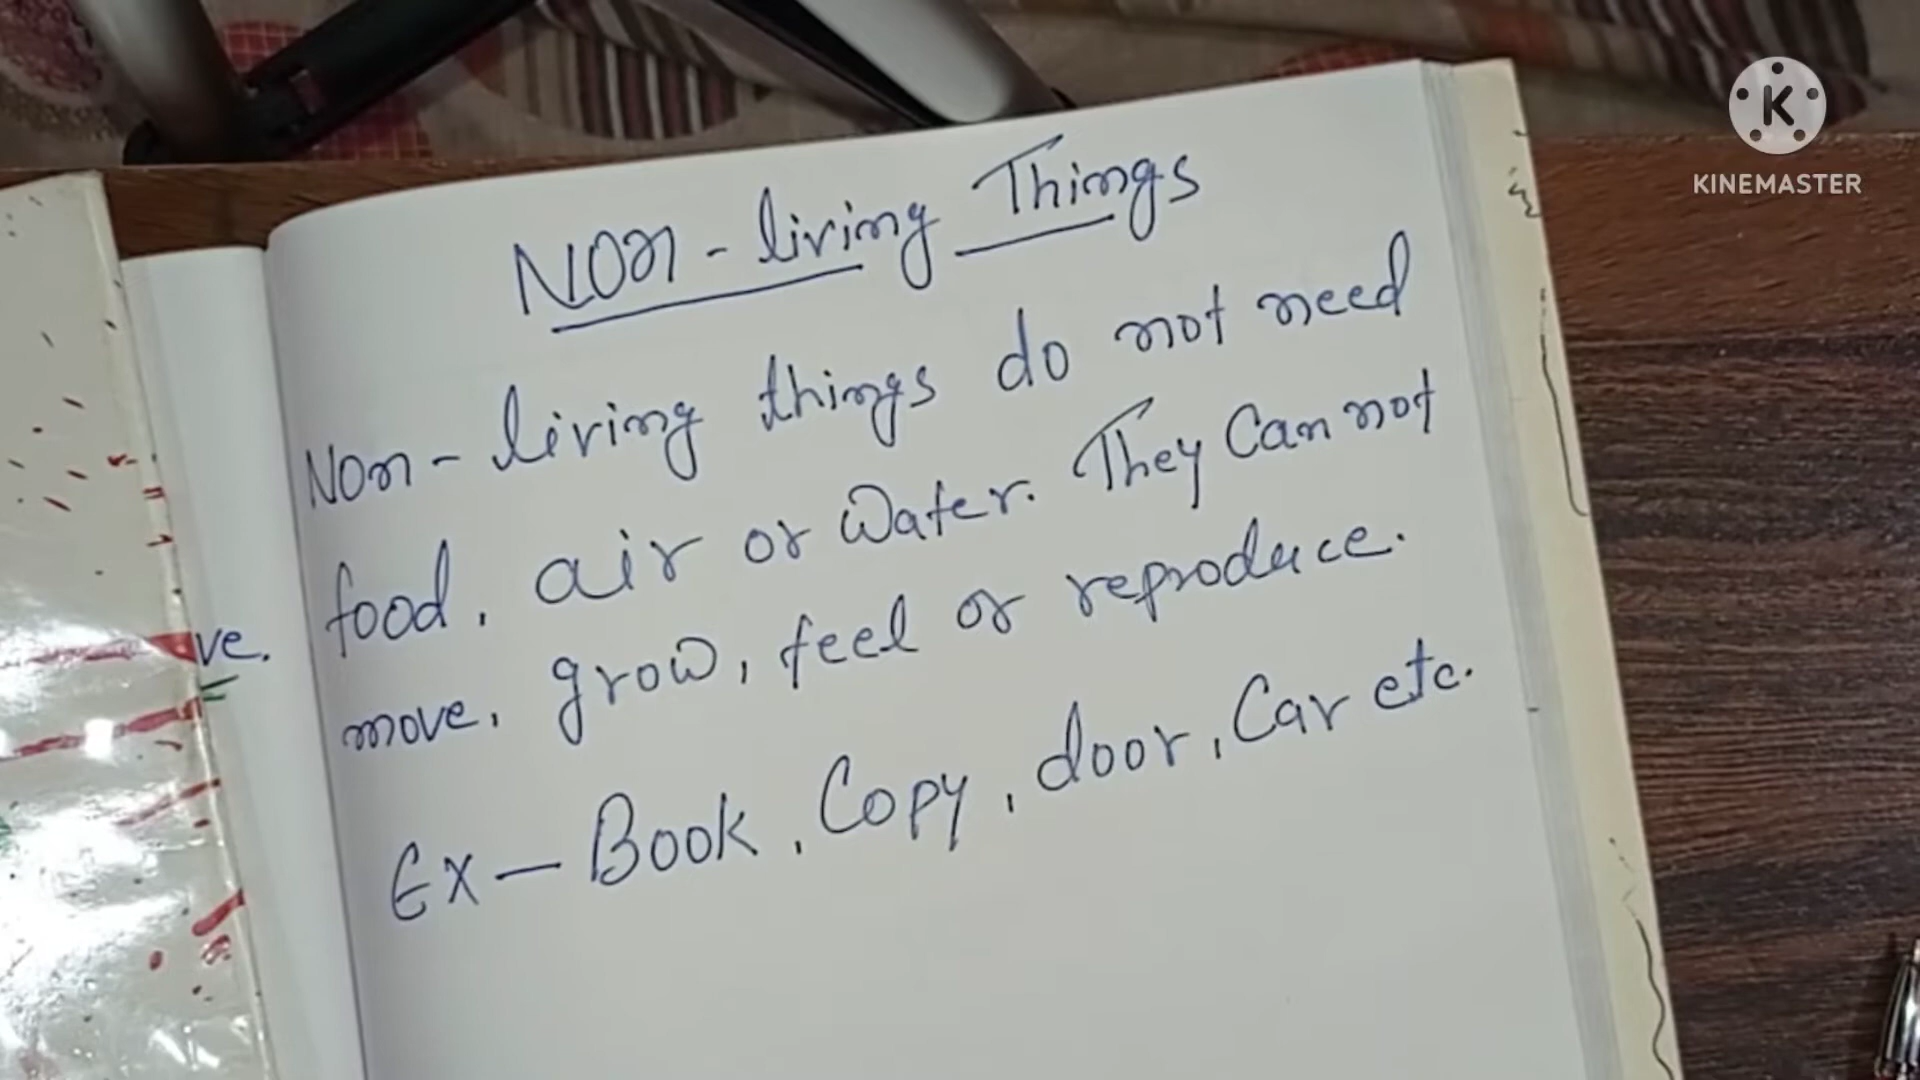 KINEMASTER
Non-living Things
Non-living things do not need
food, air or water. They Can not
move, grow, feel or reproduce.
Ex - Book, Copy, door, Car etc.
ve.